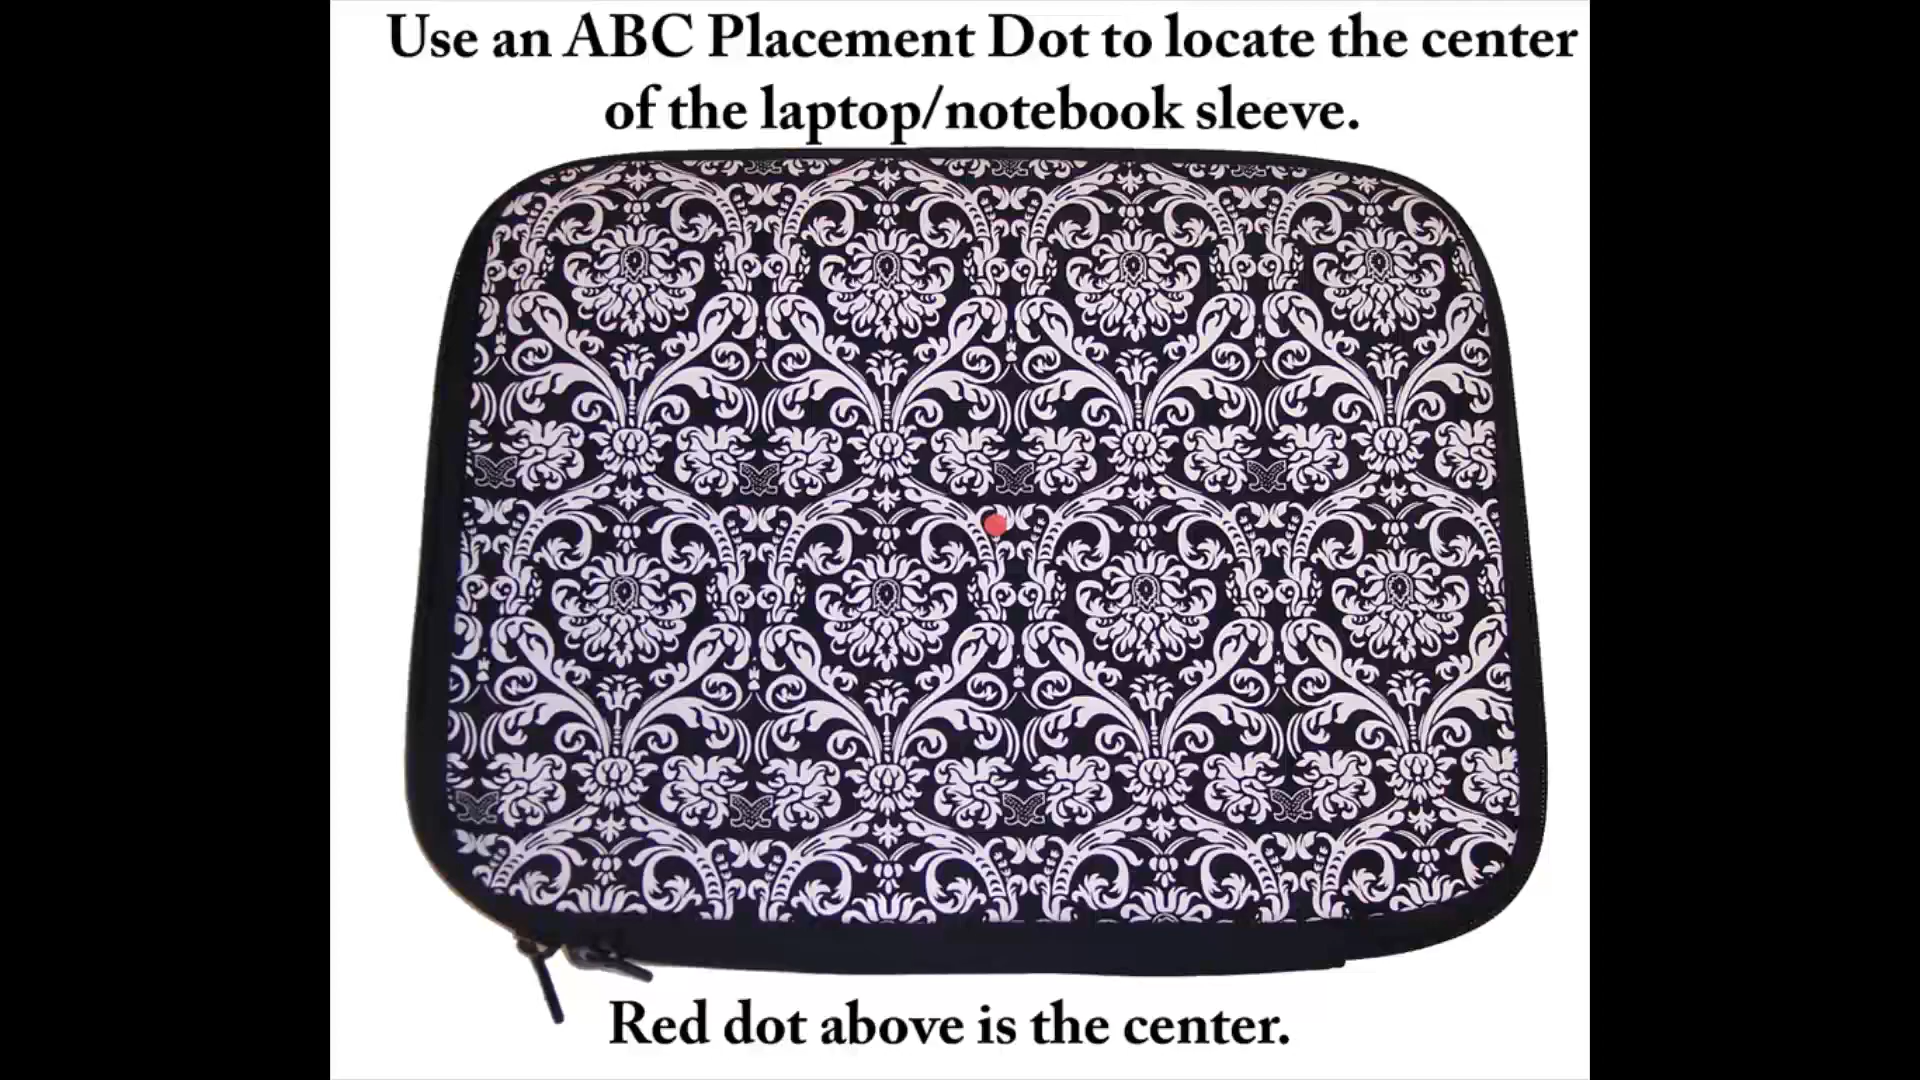 Use an ABC Placement Dot to locate the center
of the laptop/notebook sleeve.
Red dot above is the center.